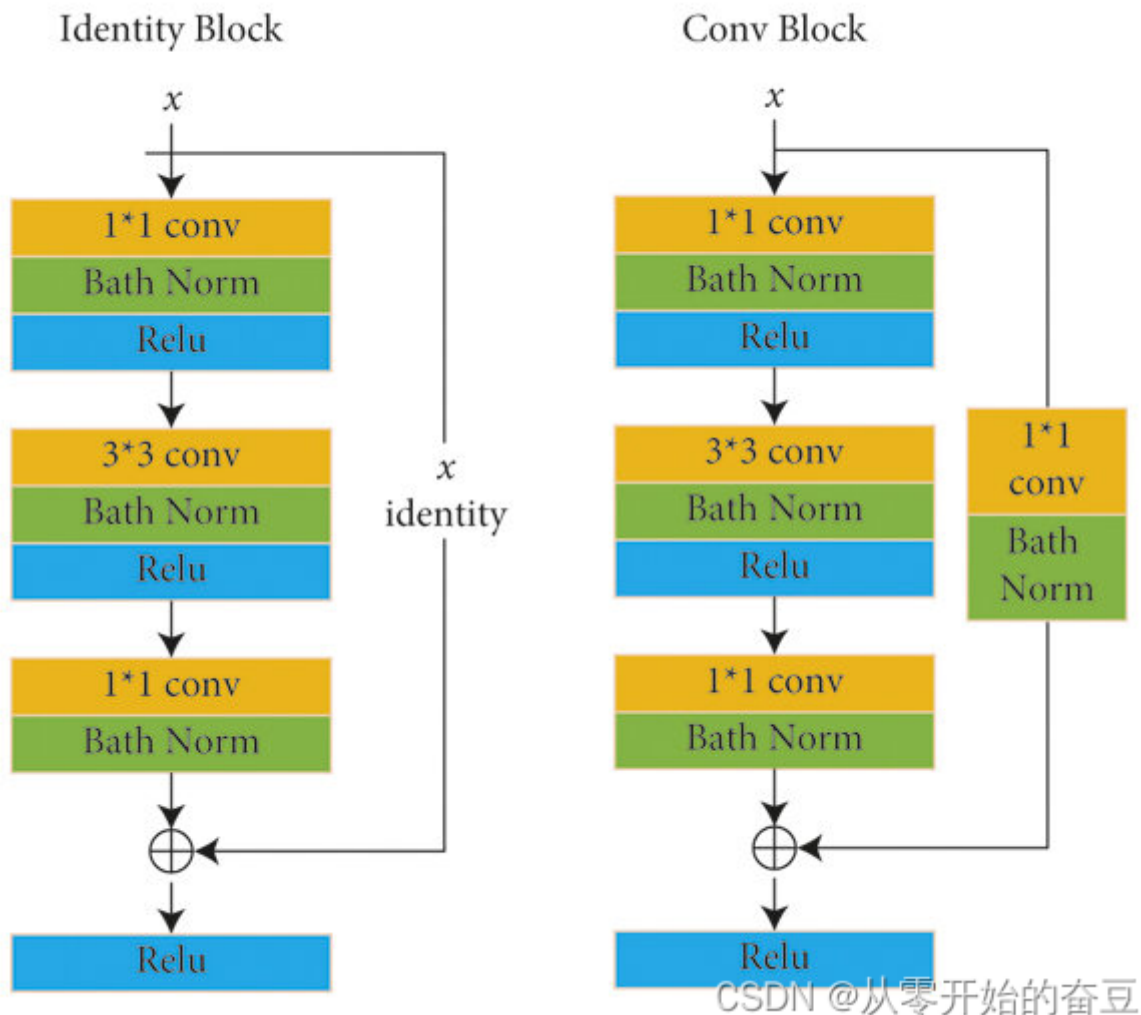 Identity Block
x
1*1 conv
Bath Norm
Relu
3*3 conv
Bath Norm
Relu
1*1 conv
Bath Norm
Relu
x
identity
Conv Block
x
1*1 conv
Bath Norm
Relu
3*3 conv
Bath Norm
Relu
1*1 conv
Bath Norm
Relu
1*1
conv
Bath
Norm
CSDN @从零开始的奋豆